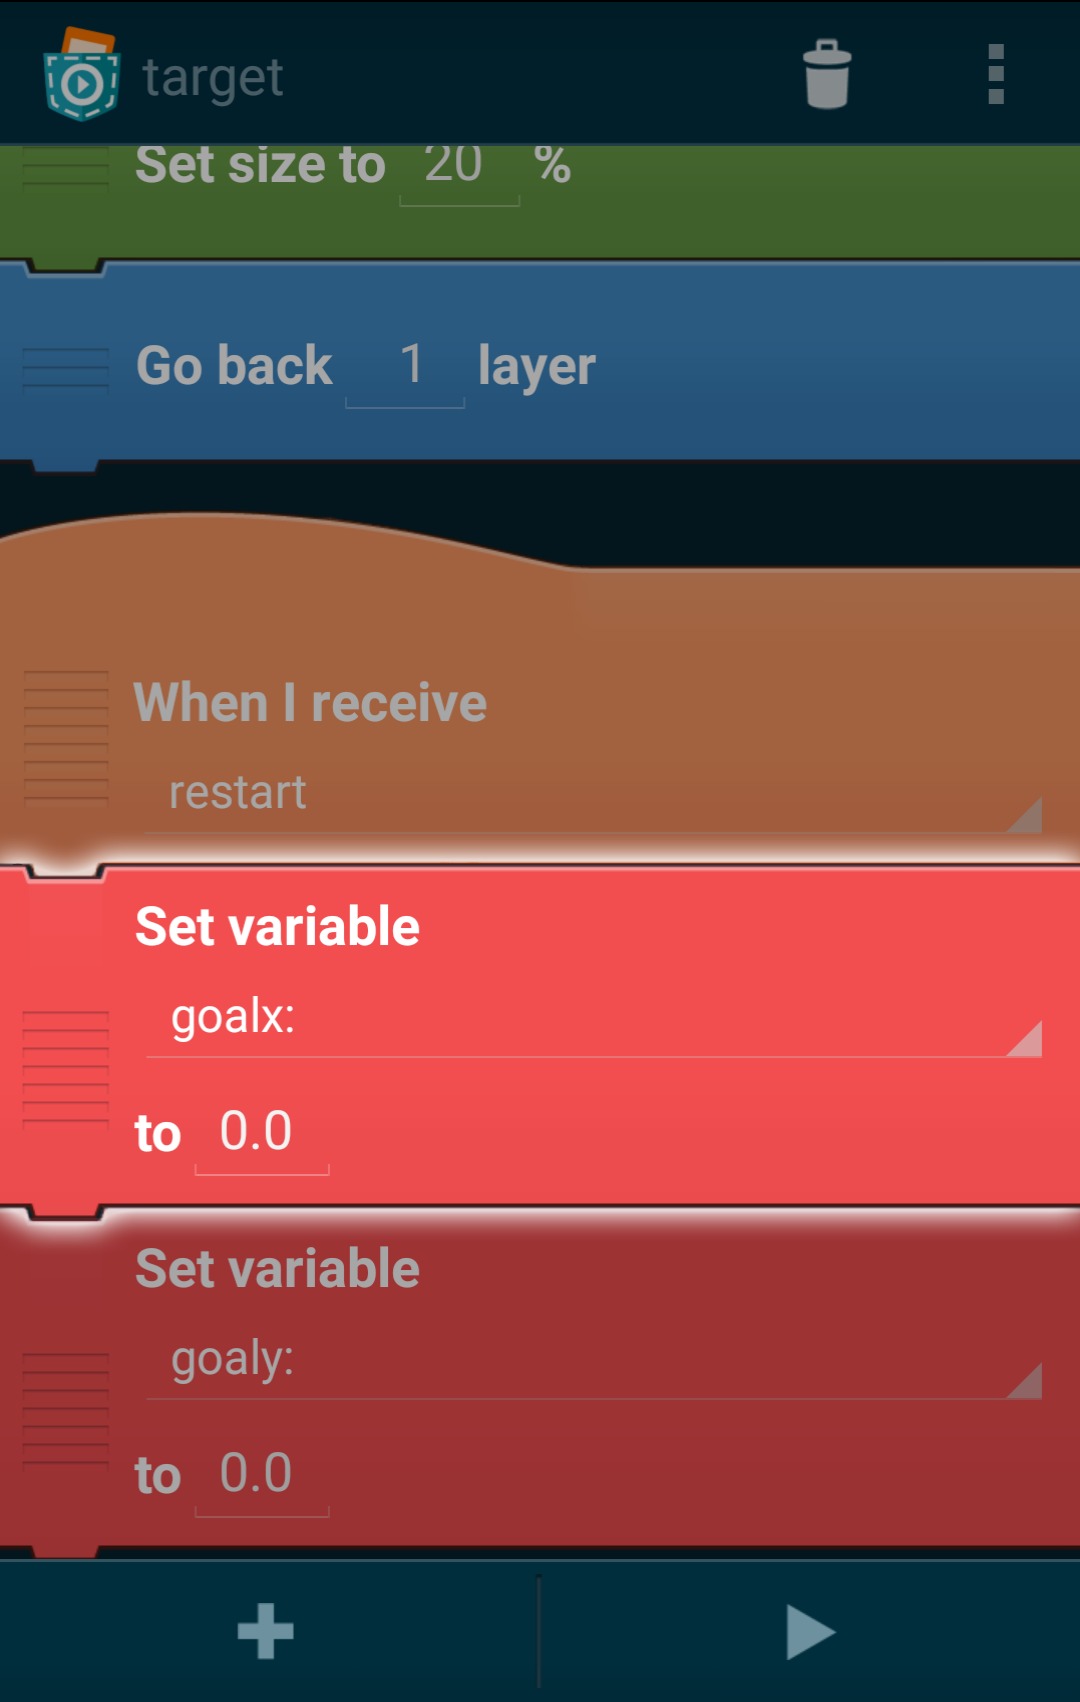 target
Set size to 20 %
Go back 1 layer
When I receive
restart
Set variable
goalx:
to 0.0
Set variable
goaly:
to 0.0